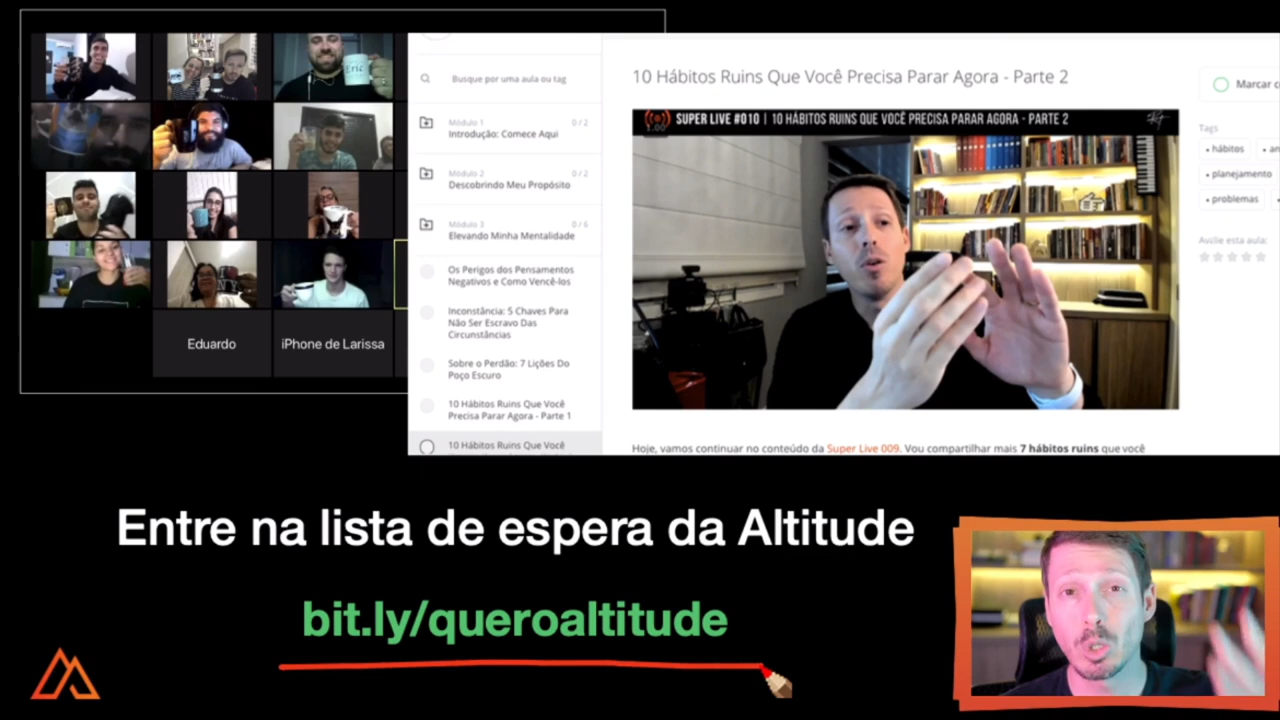 Eric
Eduardo
iPhone de Larissa
Busque por uma aula ou tag
Módulo 1 0 / 2
Introdução: Comece Aqui
Módulo 2 0 / 2
Descobrindo Meu Propósito
Módulo 3 0 / 6
Elevando Minha Mentalidade
Os Perigos dos Pensamentos
Negativos e Como Vencê-los
Inconstância: 5 Chaves Para
Não Ser Escravo Das
Circunstâncias
Sobre o Perdão: 7 Lições Do
Poço Escuro
10 Hábitos Ruins Que Você
Precisa Parar Agora - Parte 1
10 Hábitos Ruins Que Você
10 Hábitos Ruins Que Você Precisa Parar Agora - Parte 2
SUPER LIVE #010 | 10 HÁBITOS RUINS QUE VOCÊ PRECISA PARAR AGORA - PARTE 2
Hoje, vamos continuar no conteúdo da Super Live 009. Vou compartilhar mais 7 hábitos ruins que você
Marcar c
Tags
• hábitos • an
• planejamento
• problemas
Avalie esta aula:
Entre na lista de espera da Altitude
bit.ly/queroaltitude